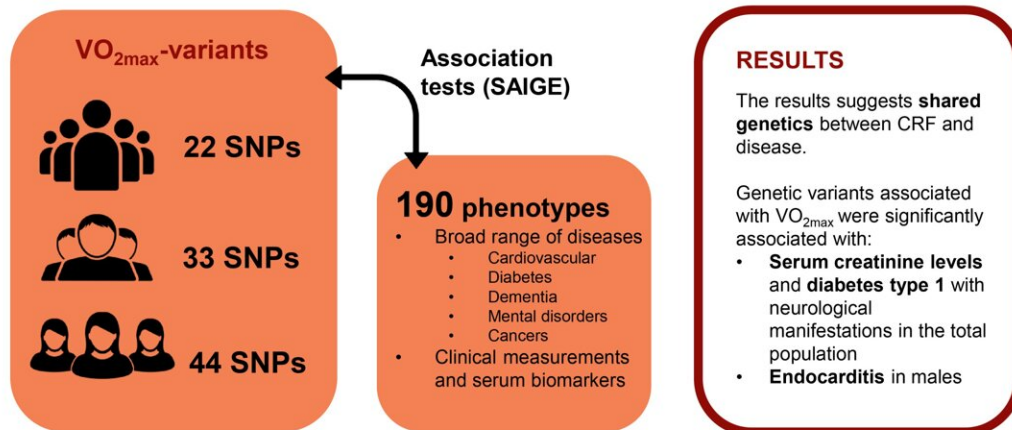 VO2max-variants
22 SNPs
33 SNPs
44 SNPs
Association
tests (SAIGE)
190 phenotypes
• Broad range of diseases
• Cardiovascular
• Diabetes
• Dementia
• Mental disorders
• Cancers
• Clinical measurements
and serum biomarkers
RESULTS
The results suggests shared
genetics between CRF and
disease.
Genetic variants associated
with VO2max were significantly
associated with:
• Serum creatinine levels
and diabetes type 1 with
neurological
manifestations in the total
population
• Endocarditis in males